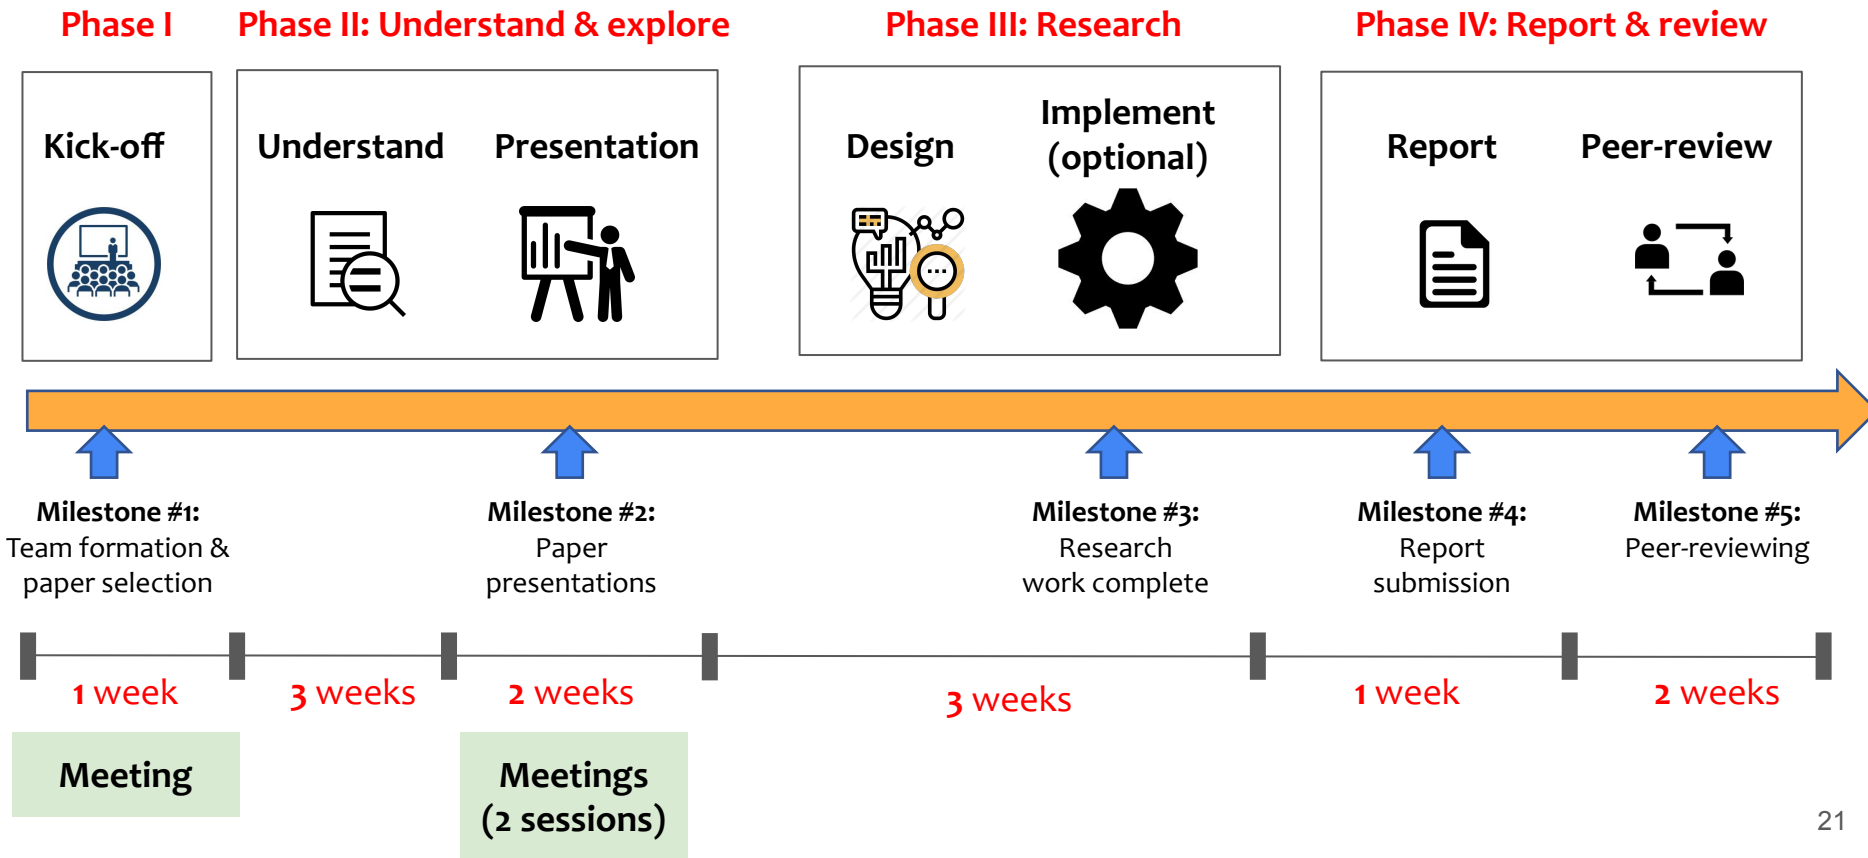 Phase I
Phase II: Understand & explore
Phase III: Research
Phase IV: Report & review
Kick-off
Understand
Presentation
Design
Implement
(optional)
Report
Peer-review
Milestone #1:
Team formation &
paper selection
Milestone #2:
Paper
presentations
Milestone #3:
Research
work complete
Milestone #4:
Report
submission
Milestone #5:
Peer-reviewing
1 week
3 weeks
2 weeks
3 weeks
1 week
2 weeks
Meeting
Meetings
(2 sessions)
21